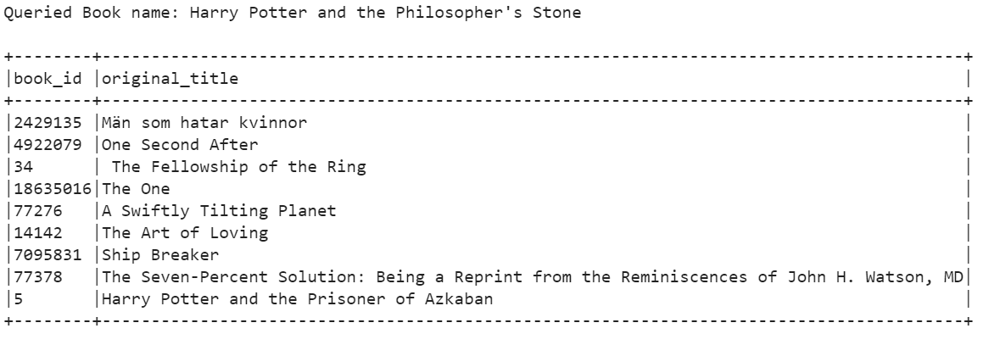 Queried Book name: Harry Potter and the Philosopher's Stone
+--------+----------------------------------------------------------------------------------------+
|book_id |original_title                                                                          |
+--------+----------------------------------------------------------------------------------------+
|2429135 |Män som hatar kvinnor                                                                   |
|4922079 |One Second After                                                                        |
|34      | The Fellowship of the Ring                                                             |
|18635016|The One                                                                                 |
|77276   |A Swiftly Tilting Planet                                                                |
|14142   |The Art of Loving                                                                       |
|7095831 |Ship Breaker                                                                            |
|77378   |The Seven-Percent Solution: Being a Reprint from the Reminiscences of John H. Watson, MD|
|5       |Harry Potter and the Prisoner of Azkaban                                                |
+--------+----------------------------------------------------------------------------------------+